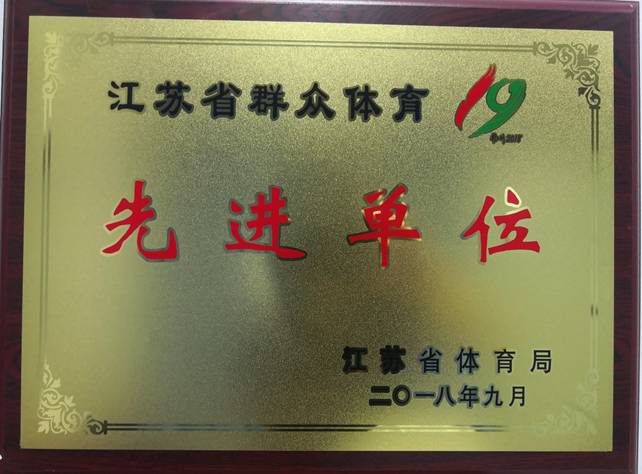 江苏省群众体育
19
先进单位
江苏省体育局
二〇一八年九月